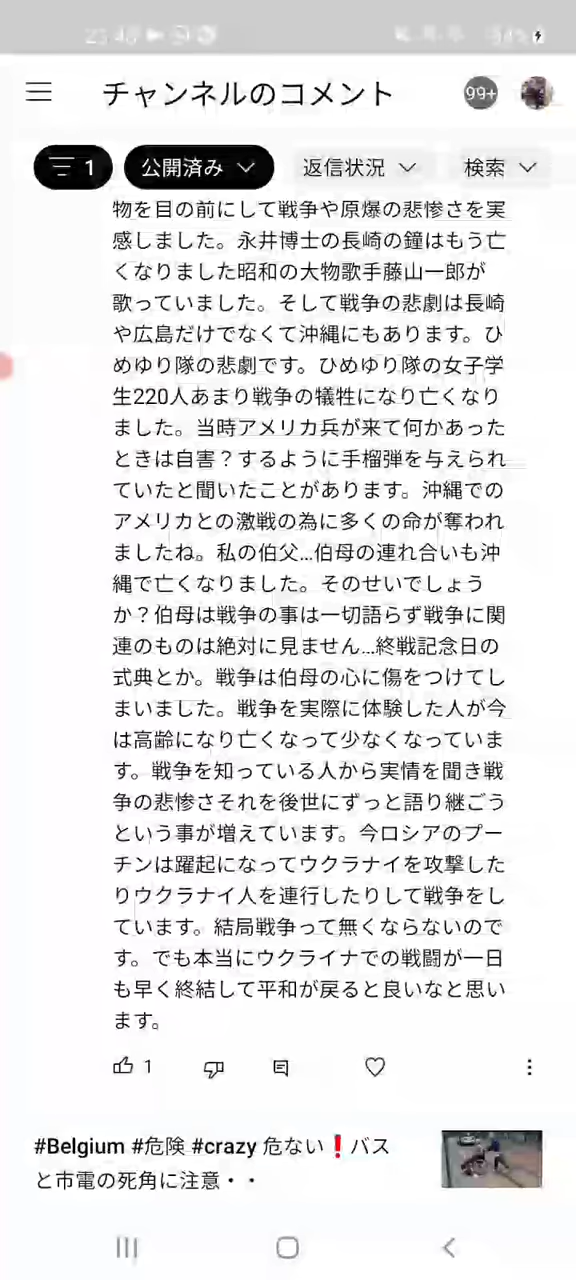 チャンネルのコメント
99+
1
公開済み
返信状況
検索
物を目の前にして戦争や原爆の悲惨さを実
感しました。永井博士の長崎の鐘はもう亡
くなりました昭和の大物歌手藤山一郎が
歌っていました。そして戦争の悲劇は長崎
や広島だけでなくて沖縄にもあります。ひ
めゆり隊の悲劇です。ひめゆり隊の女子学
生220人あまり戦争の犠牲になり亡くなり
ました。当時アメリカ兵が来て何かあった
ときは自害？するように手榴弾を与えられ
ていたと聞いたことがあります。沖縄での
アメリカとの激戦の為に多くの命が奪われ
ましたね。私の伯父...伯母の連れ合いも沖
縄で亡くなりました。そのせいでしょう
か？伯母は戦争の事は一切語らず戦争に関
連のものは絶対に見ません...終戦記念日の
式典とか。戦争は伯母の心に傷をつけてし
まいました。戦争を実際に体験した人が今
は高齢になり亡くなって少なくなっていま
す。戦争を知っている人から実情を聞き戦
争の悲惨さそれを後世にずっと語り継ごう
という事が増えています。今ロシアのプー
チンは躍起になってウクラナイを攻撃した
りウクラナイ人を連行したりして戦争をし
ています。結局戦争って無くならないので
す。でも本当にウクライナでの戦闘が一日
も早く終結して平和が戻ると良いなと思い
ます。
1
#Belgium #危険 #crazy 危ない❗バス
と市電の死角に注意・・